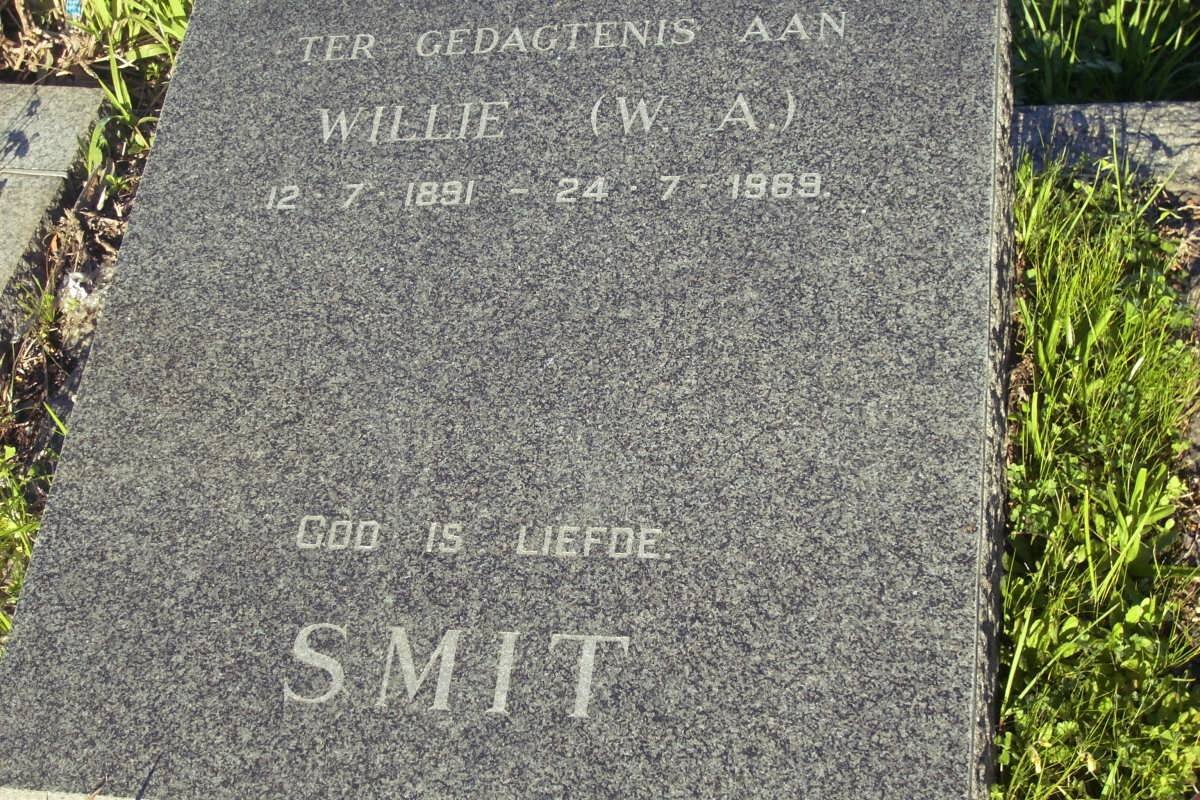 TER GEDAGTENIS AAN
WILLIE (W. A.)
12 · 7 · 1891 - 24 · 7 · 1969.
GOD IS LIEFDE.
SMIT